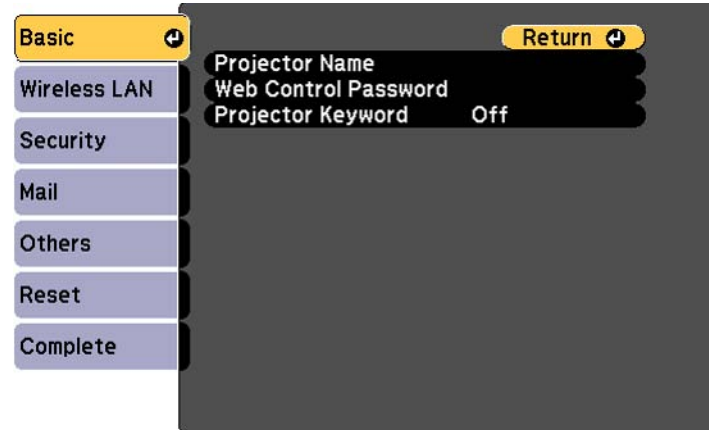 Basic
Wireless LAN
Security
Mail
Others
Reset
Complete
Return
Projector Name
Web Control Password
Projector Keyword Off